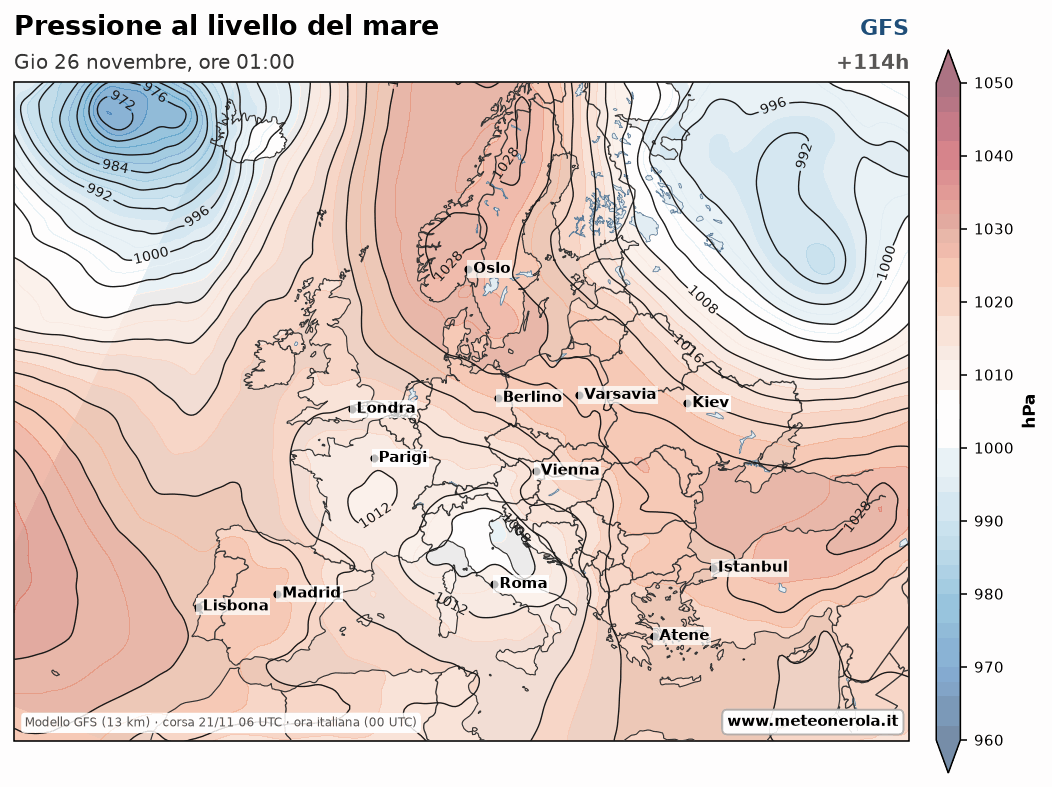 Pressione al livello del mare
GFS
Gio 26 novembre, ore 01:00
+114h
972
976
984
992
996
1000
1028
1028
996
992
1000
1008
1016
1012
1008
1012
1028
Oslo
Londra
Berlino
Varsavia
Kiev
Parigi
Vienna
Roma
Madrid
Lisbona
Istanbul
Atene
Modello GFS (13 km) · corsa 21/11 06 UTC · ora italiana (00 UTC)
www.meteonerola.it
1050
1040
1030
1020
1010
1000
990
980
970
960
hPa